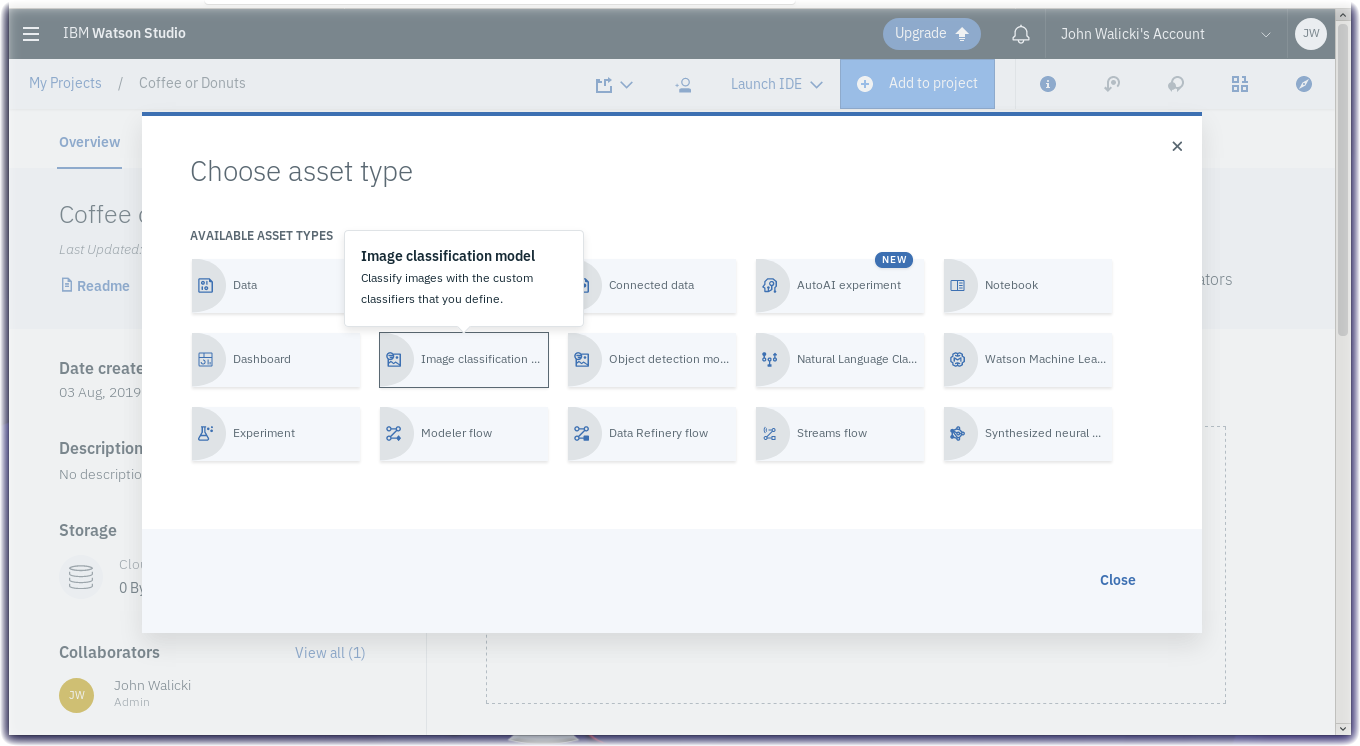 IBM Watson Studio
Upgrade
John Walicki's Account
JW
My Projects / Coffee or Donuts
Launch IDE
Add to project
Overview
Choose asset type
Coffee
Last Updated:
Readme
AVAILABLE ASSET TYPES
Image classification model
Classify images with the custom
classifiers that you define.
NEW
Data
Connected data
AutoAI experiment
Notebook
Dashboard
Image classification ...
Object detection mo...
Natural Language Cla...
Watson Machine Lea...
Experiment
Modeler flow
Data Refinery flow
Streams flow
Synthesized neural ...
Close
Date create
03 Aug, 2019
Description
No descriptio
Storage
Clou
0 By
Collaborators
View all (1)
JW
John Walicki
Admin
ators